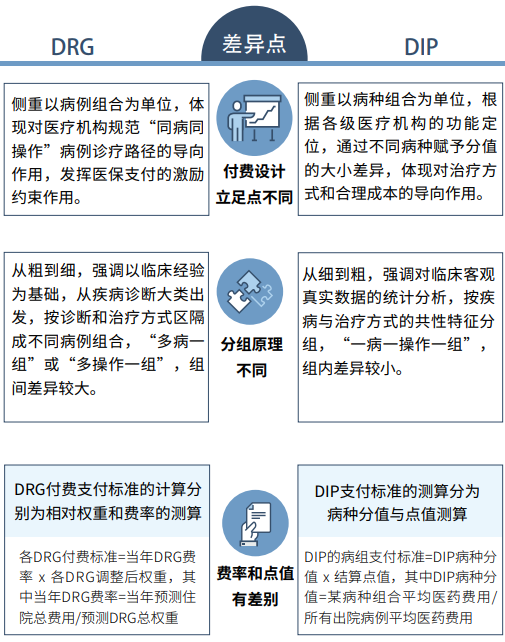 DRG
差异点
DIP
侧重以病例组合为单位，体
现对医疗机构规范“同病同
操作”病例诊疗路径的导向
作用，发挥医保支付的激励
约束作用。
付费设计
立足点不同
侧重以病种组合为单位，根
据各级医疗机构的功能定
位，通过不同病种赋予分值
的大小差异，体现对治疗方
式和合理成本的导向作用。
从粗到细，强调以临床经验
为基础，从疾病诊断大类出
发，按诊断和治疗方式区隔
成不同病例组合，“多病一
组”或“多操作一组”，组
间差异较大。
分组原理
不同
从细到粗，强调对临床客观
真实数据的统计分析，按疾
病与治疗方式的共性特征分
组，“一病一操作一组”，
组内差异较小。
DRG付费支付标准的计算分
别为相对权重和费率的测算
各DRG付费标准=当年DRG费
率 x 各DRG调整后权重，其
中当年DRG费率=当年预测住
院总费用/预测DRG总权重
费率和点值
有差别
DIP支付标准的测算分为
病种分值与点值测算
DIP的病组支付标准=DIP病种分
值 x 结算点值，其中DIP病种分
值=某病种组合平均医药费用/
所有出院病例平均医药费用